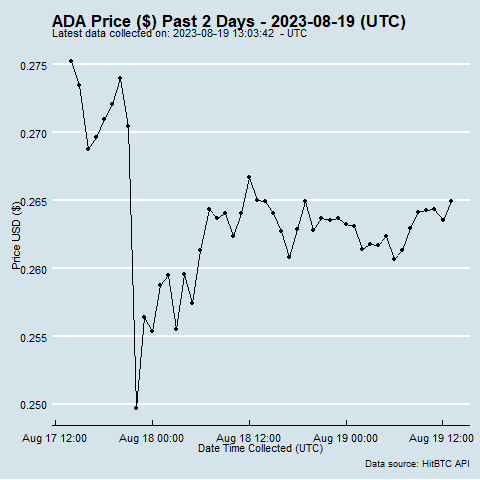 ADA Price ($) Past 2 Days - 2023-08-19 (UTC)
Latest data collected on: 2023-08-19 13:03:42 - UTC
0.275
0.270
0.265
0.260
0.255
0.250
Price USD ($)
Aug 17 12:00 Aug 18 00:00 Aug 18 12:00 Aug 19 00:00 Aug 19 12:00
Date Time Collected (UTC)
Data source: HitBTC API